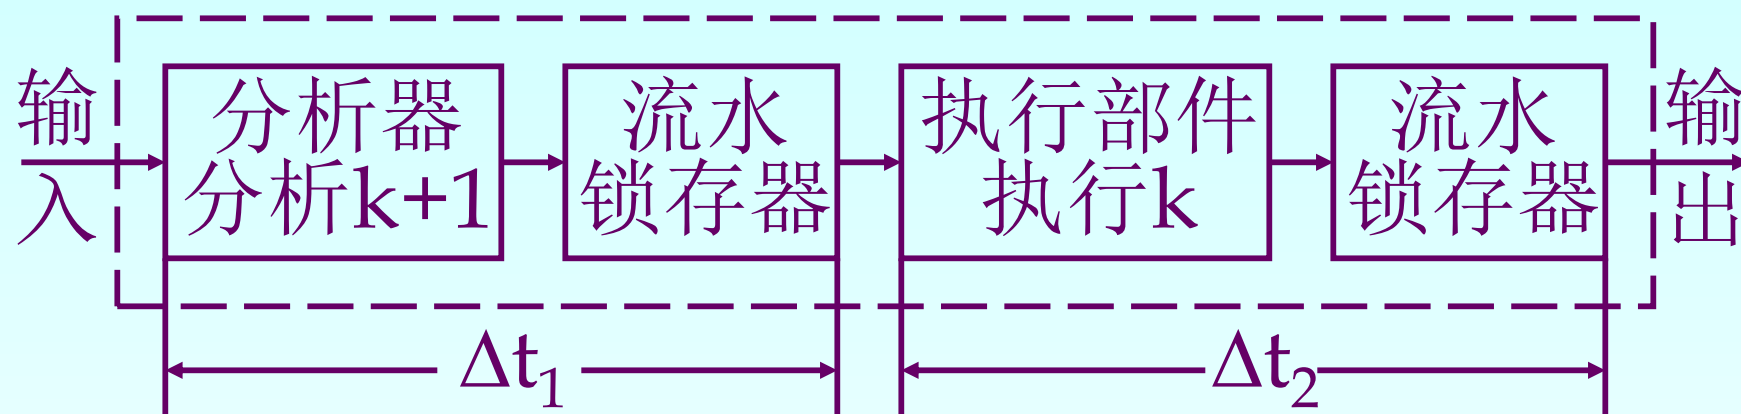 输入
分析器
分析k+1
流水
锁存器
执行部件
执行k
流水
锁存器
输出
Δt₁
Δt₂